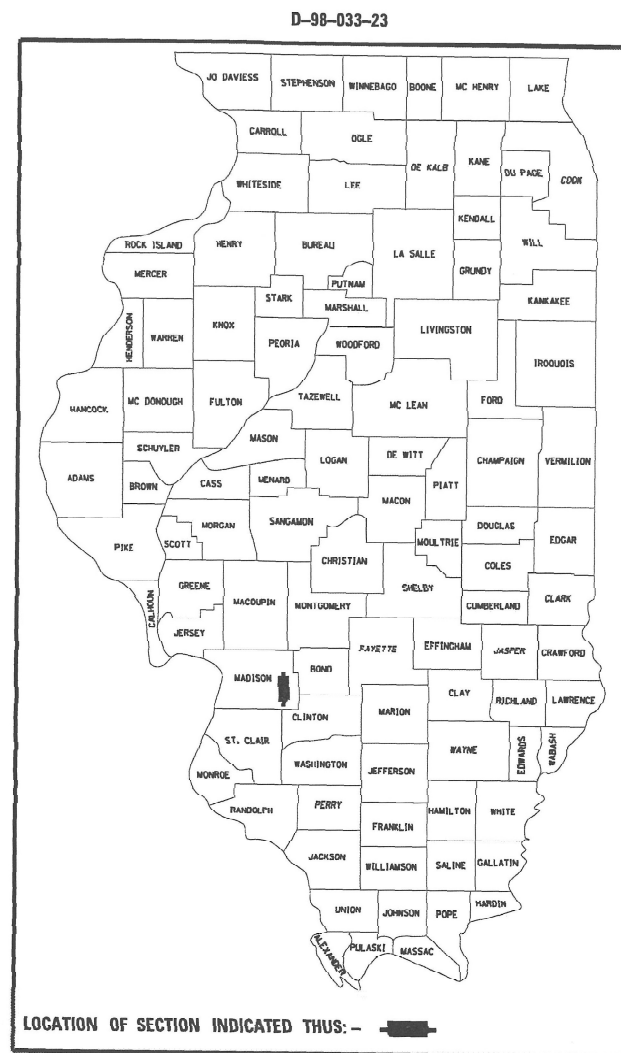 D-98-033-23
JO DAVIESS
STEPHENSON
WINNEBAGO
BOONE
MC HENRY
LAKE
CARROLL
OGLE
DE KALB
KANE
DU PAGE
COOK
WHITESIDE
LEE
KENDALL
WILL
ROCK ISLAND
HENRY
BUREAU
LA SALLE
GRUNDY
MERCER
PUTNAM
STARK
MARSHALL
KANKAKEE
HENDERSON
WARREN
KNOX
PEORIA
WOODFORD
LIVINGSTON
IROQUOIS
HANCOCK
MC DONOUGH
FULTON
TAZEWELL
MC LEAN
FORD
SCHUYLER
MASON
LOGAN
DE WITT
CHAMPAIGN
VERMILION
ADAMS
BROWN
CASS
MENARD
MACON
PIATT
PIKE
SCOTT
MORGAN
SANGAMON
CHRISTIAN
MOULTRIE
DOUGLAS
EDGAR
COLES
CALHOUN
GREENE
MACOUPIN
MONTGOMERY
SHELBY
CUMBERLAND
CLARK
JERSEY
FAYETTE
EFFINGHAM
JASPER
CRAWFORD
MADISON
BOND
CLAY
RICHLAND
LAWRENCE
CLINTON
MARION
ST. CLAIR
WAYNE
EDWARDS
WABASH
MONROE
WASHINGTON
JEFFERSON
RANDOLPH
PERRY
HAMILTON
WHITE
FRANKLIN
JACKSON
WILLIAMSON
SALINE
GALLATIN
UNION
JOHNSON
POPE
HARDIN
ALEXANDER
PULASKI
MASSAC
LOCATION OF SECTION INDICATED THUS: -